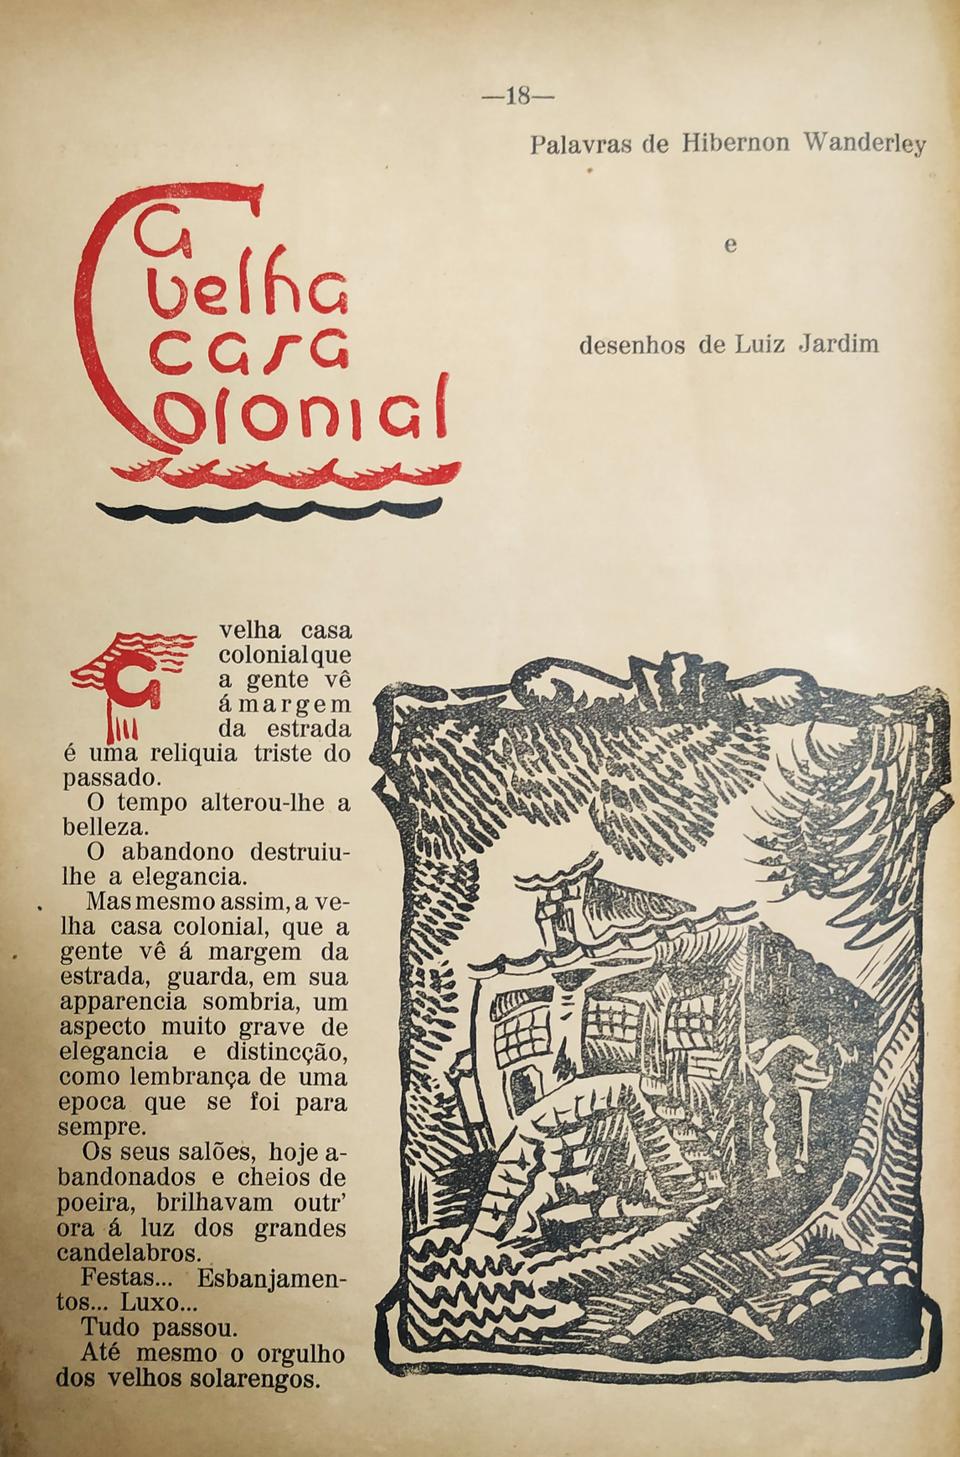 —18—
Palavras de Hibernon Wanderley
e
desenhos de Luiz Jardim
a
velha
casa
Colonial
a velha casa
colonial que
a gente vê
á margem
da estrada
é uma reliquia triste do
passado.
O tempo alterou-lhe a
belleza.
O abandono destruiu-
lhe a elegancia.
Mas mesmo assim, a ve-
lha casa colonial, que a
gente vê á margem da
estrada, guarda, em sua
apparencia sombria, um
aspecto muito grave de
elegancia e distincção,
como lembrança de uma
epoca que se foi para
sempre.
Os seus salões, hoje a-
bandonados e cheios de
poeira, brilhavam outr'
ora á luz dos grandes
candelabros.
Festas... Esbanjamen-
tos... Luxo...
Tudo passou.
Até mesmo o orgulho
dos velhos solarengos.